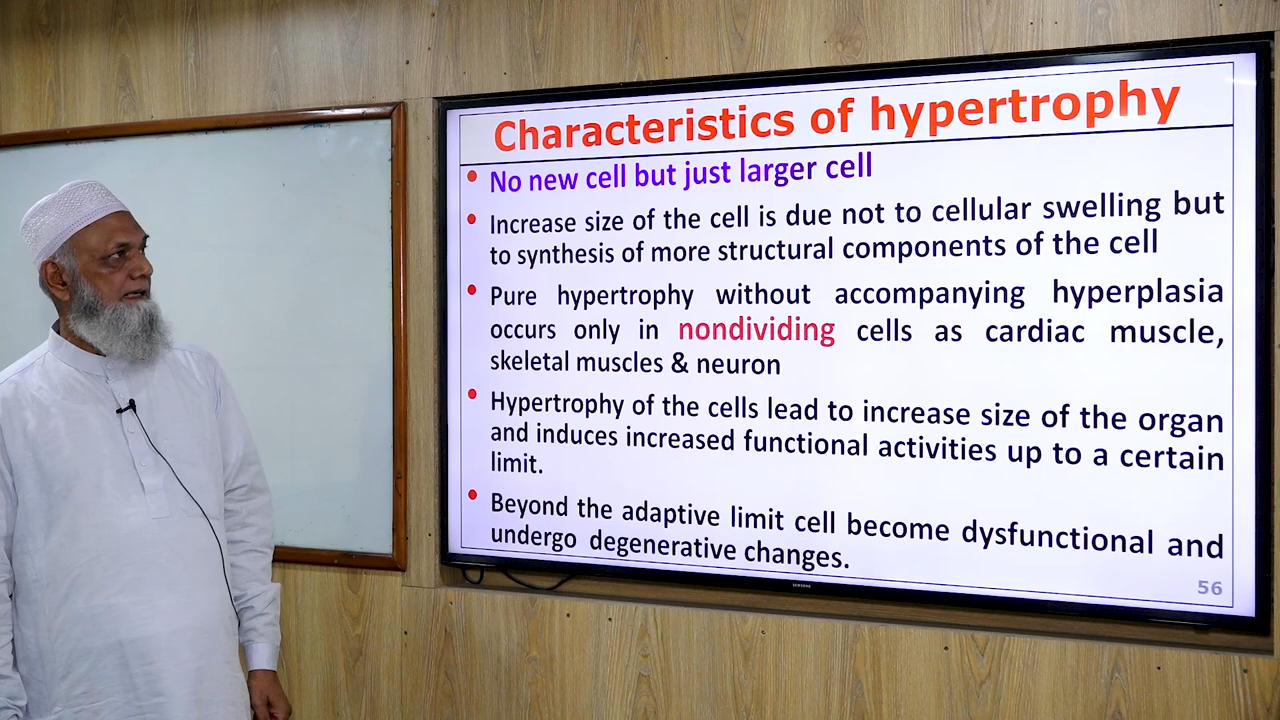 Characteristics of hypertrophy
• No new cell but just larger cell
• Increase size of the cell is due not to cellular swelling but
to synthesis of more structural components of the cell
• Pure hypertrophy without accompanying hyperplasia
occurs only in nondividing cells as cardiac muscle,
skeletal muscles & neuron
• Hypertrophy of the cells lead to increase size of the organ
and induces increased functional activities up to a certain
limit.
• Beyond the adaptive limit cell become dysfunctional and
undergo degenerative changes.
56
SAMSUNG